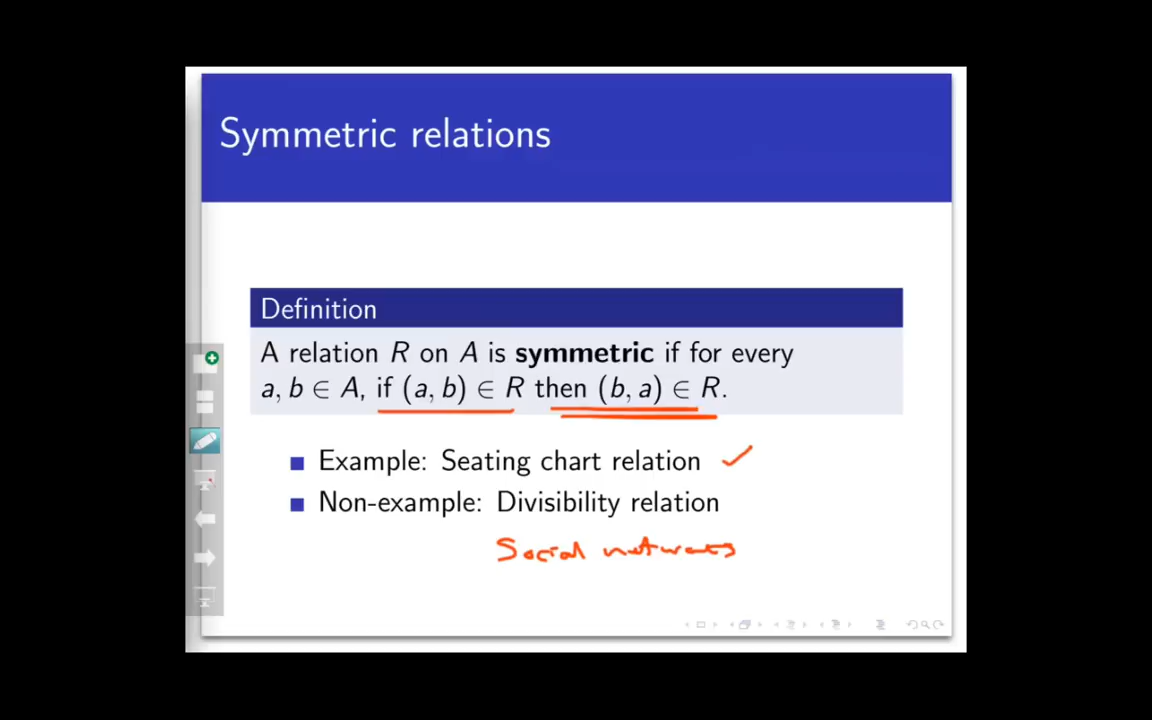 Symmetric relations
Definition
A relation R on A is symmetric if for every
a, b ∈ A, if (a, b) ∈ R then (b, a) ∈ R.
Example: Seating chart relation
Non-example: Divisibility relation
Social networks